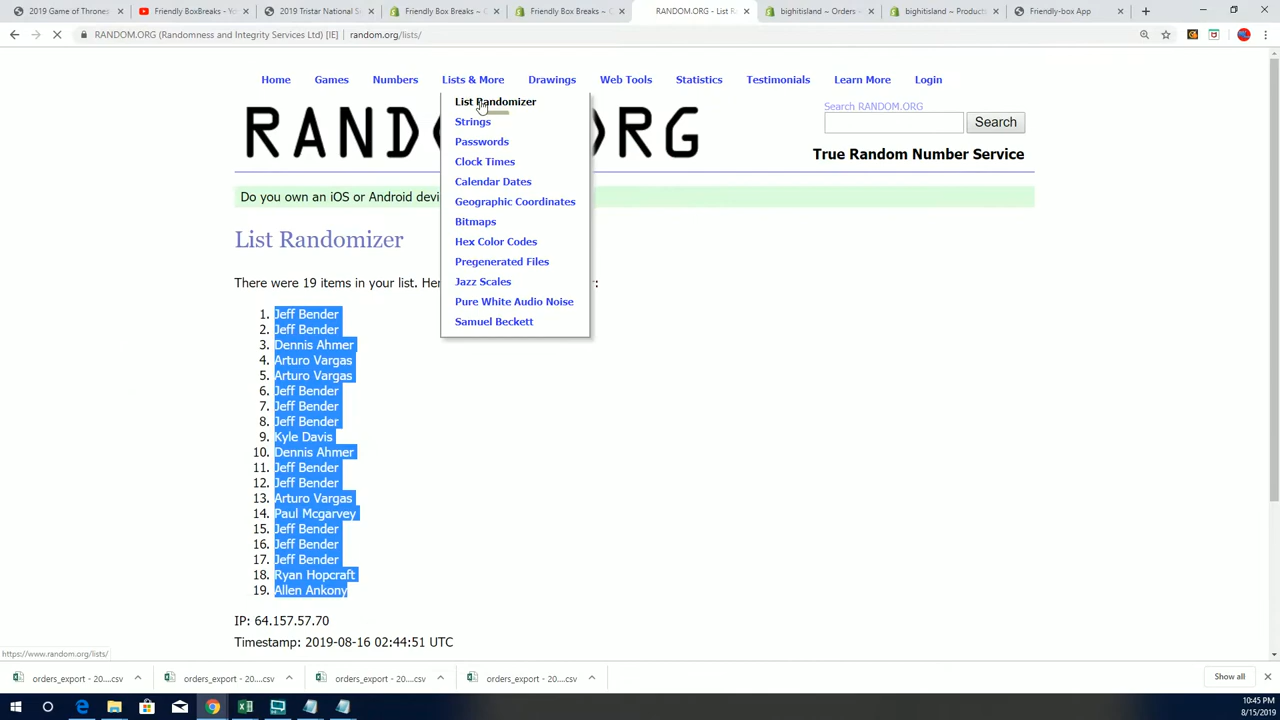 2019 Game of Thrones
Friendly BoxBreaks - Yo
2019 Tristar National S
Friendly Box Breaks ~ C
Friendly Box Breaks ~ C
RANDOM.ORG - List R
bighitisland ~ Orders ~
bighitisland ~ Product
Friendly-box App
RANDOM.ORG (Randomness and Integrity Services Ltd) [IE] | random.org/lists/
Home
Games
Numbers
Lists & More
Drawings
Web Tools
Statistics
Testimonials
Learn More
Login
List Randomizer
Strings
Passwords
Clock Times
Calendar Dates
Geographic Coordinates
Bitmaps
Hex Color Codes
Pregenerated Files
Jazz Scales
Pure White Audio Noise
Samuel Beckett
RAND RG
Search RANDOM.ORG
Search
True Random Number Service
Do you own an iOS or Android devi
List Randomizer
There were 19 items in your list. Her r:
1. Jeff Bender
2. Jeff Bender
3. Dennis Ahmer
4. Arturo Vargas
5. Arturo Vargas
6. Jeff Bender
7. Jeff Bender
8. Jeff Bender
9. Kyle Davis
10. Dennis Ahmer
11. Jeff Bender
12. Jeff Bender
13. Arturo Vargas
14. Paul Mcgarvey
15. Jeff Bender
16. Jeff Bender
17. Jeff Bender
18. Ryan Hopcraft
19. Allen Ankony
IP: 64.157.57.70
Timestamp: 2019-08-16 02:44:51 UTC
https://www.random.org/lists/
orders_export - 20....csv
orders_export - 20....csv
orders_export - 20....csv
orders_export - 20....csv
Show all
10:45 PM
8/15/2019